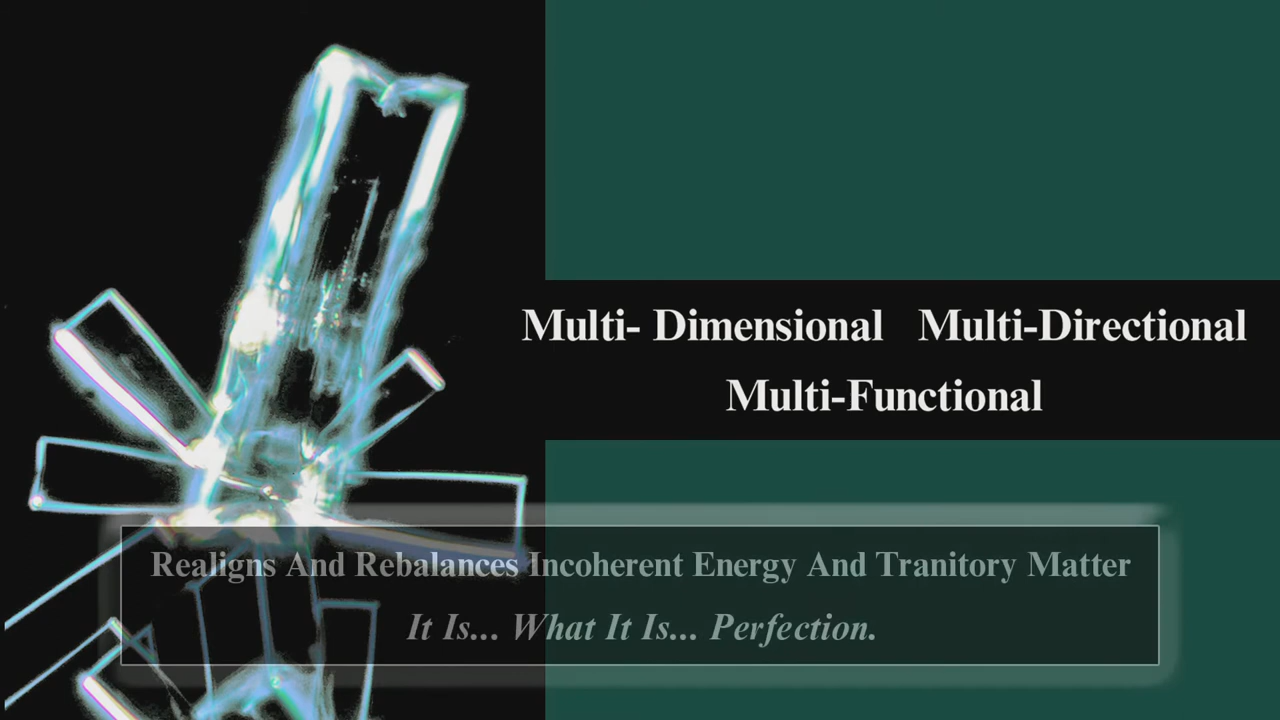 Multi- Dimensional Multi-Directional
Multi-Functional
Realigns And Rebalances Incoherent Energy And Tranitory Matter
It Is... What It Is... Perfection.